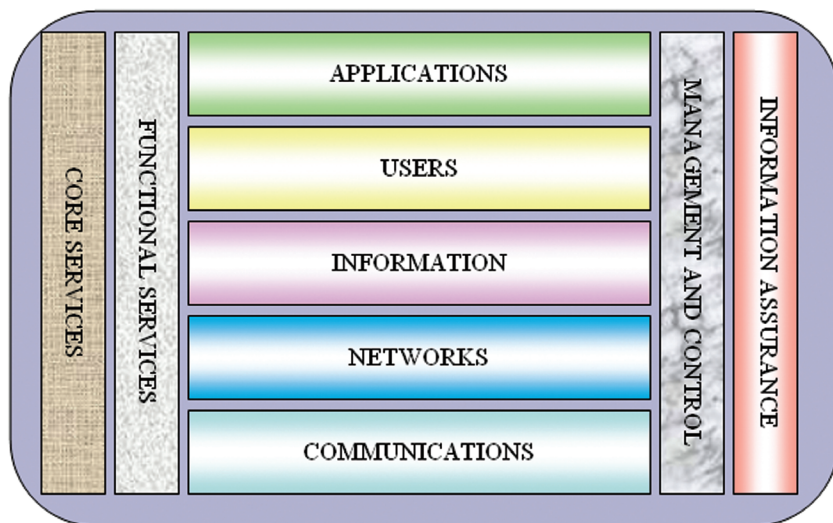 CORE SERVICES
FUNCTIONAL SERVICES
APPLICATIONS
USERS
INFORMATION
NETWORKS
COMMUNICATIONS
MANAGEMENT AND CONTROL
INFORMATION ASSURANCE